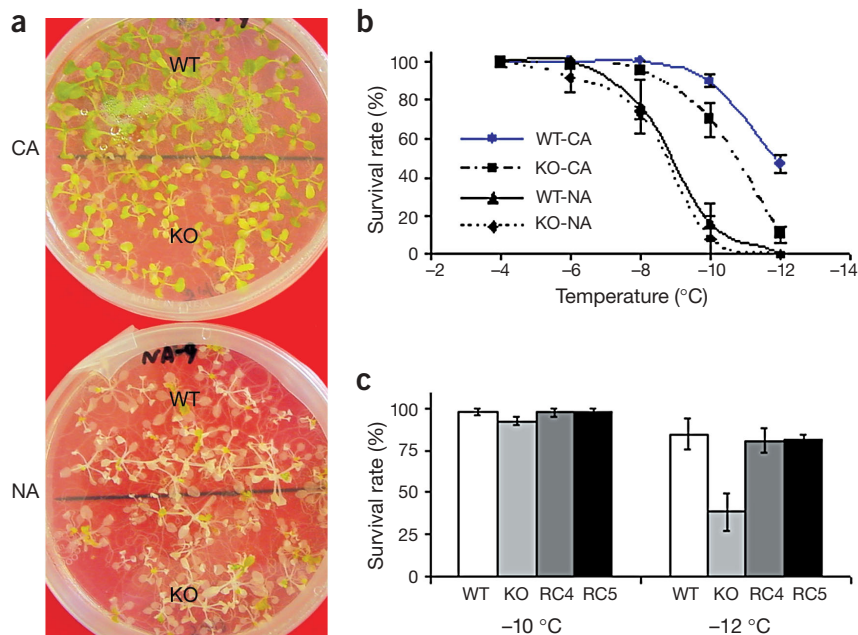 a
CA
WT
KO
NA
NA-9
WT
KO
b
Survival rate (%)
100
80
60
40
20
0
WT-CA
KO-CA
WT-NA
KO-NA
–2
–4
–6
–8
–10
–12
–14
Temperature (°C)
c
Survival rate (%)
100
75
50
25
0
WT KO RC4 RC5 WT KO RC4 RC5
–10 °C
–12 °C